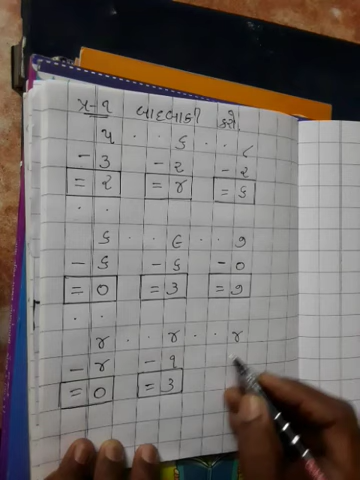 પ્ર-૨ બાદબાકી કરો.
૫ . . ૬ . . ૮
- ૩ - ૨ - ૨
= ૨ = ૪ = ૬
. .
૬ . . ૯ . . ૭
- ૬ - ૬ - ૦
= ૦ = ૩ = ૭
. .
૪ . . ૪ . . ૪
- ૪ - ૧
= ૦ = ૩